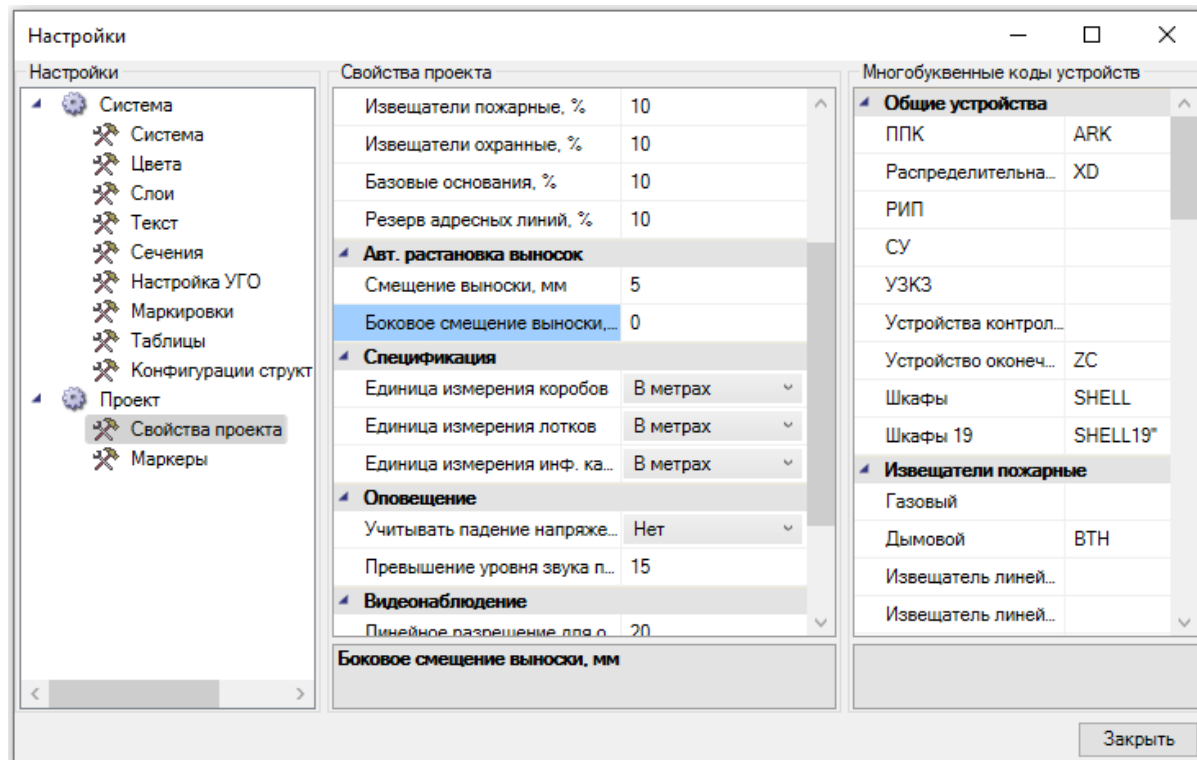 Настройки
Настройки
Система
Система
Цвета
Слои
Текст
Сечения
Настройка УГО
Маркировки
Таблицы
Конфигурации структ
Проект
Свойства проекта
Маркеры
Свойства проекта
Извещатели пожарные, % 10
Извещатели охранные, % 10
Базовые основания, % 10
Резерв адресных линий, % 10
Авт. растановка выносок
Смещение выноски, мм 5
Боковое смещение выноски,... 0
Спецификация
Единица измерения коробов В метрах
Единица измерения лотков В метрах
Единица измерения инф. ка... В метрах
Оповещение
Учитывать падение напряже... Нет
Превышение уровня звука п... 15
Видеонаблюдение
Линейное разрешение для о... 20
Боковое смещение выноски, мм
Многобуквенные коды устройств
Общие устройства
ППК ARK
Распределительна... XD
РИП
СУ
УЗКЗ
Устройства контрол...
Устройство оконеч... ZC
Шкафы SHELL
Шкафы 19 SHELL19"
Извещатели пожарные
Газовый
Дымовой BTH
Извещатель линей...
Извещатель линей...
Закрыть